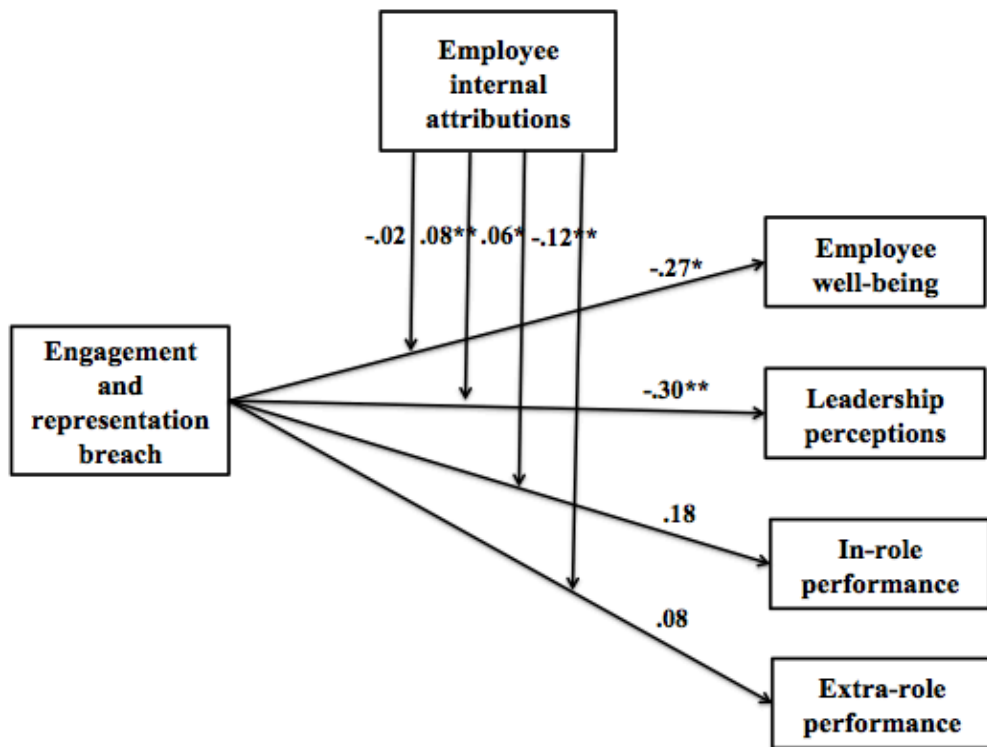 Employee
internal
attributions
-.02 .08** .06* -.12**
-.27*
Employee
well-being
Engagement
and
representation
breach
-.30**
Leadership
perceptions
.18
In-role
performance
.08
Extra-role
performance